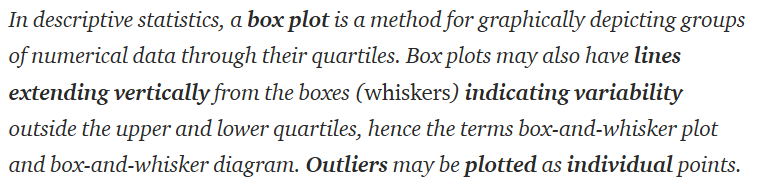 In descriptive statistics, a box plot is a method for graphically depicting groups
of numerical data through their quartiles. Box plots may also have lines
extending vertically from the boxes (whiskers) indicating variability
outside the upper and lower quartiles, hence the terms box-and-whisker plot
and box-and-whisker diagram. Outliers may be plotted as individual points.